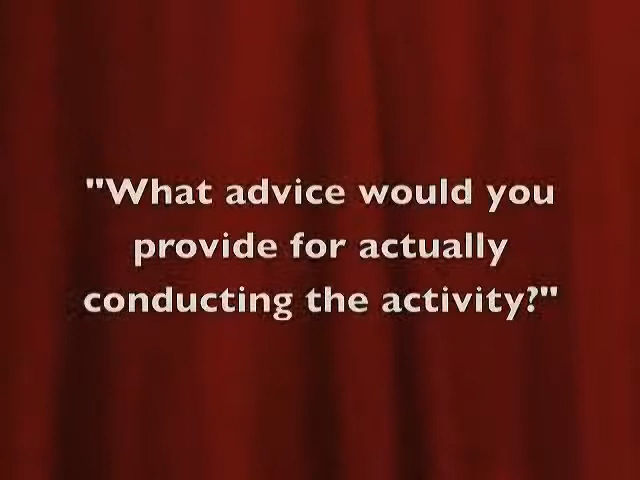 "What advice would you
provide for actually
conducting the activity?"